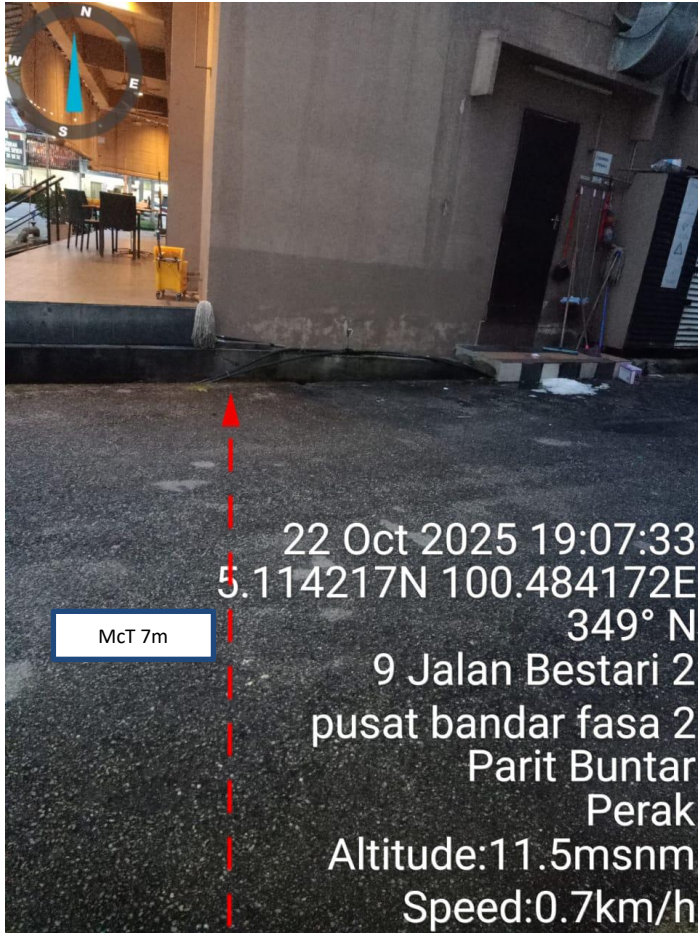 N
W
E
S
22 Oct 2025 19:07:33
5.114217N 100.484172E
McT 7m
349° N
9 Jalan Bestari 2
pusat bandar fasa 2
Parit Buntar
Perak
Altitude:11.5msnm
Speed:0.7km/h